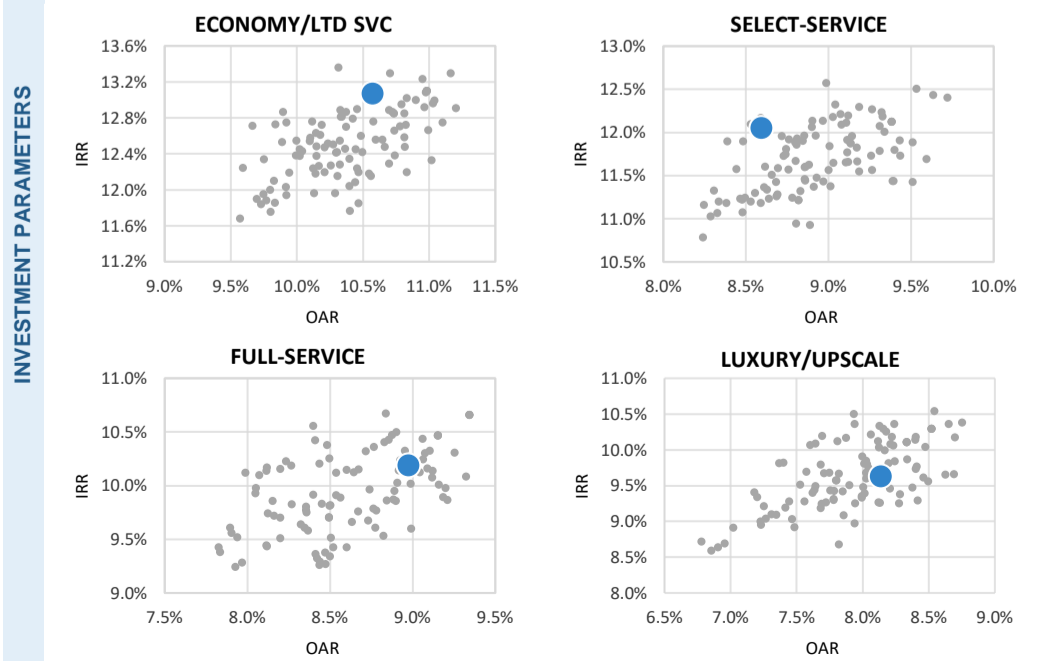 INVESTMENT PARAMETERS
ECONOMY/LTD SVC
13.6%
13.2%
12.8%
12.4%
12.0%
11.6%
11.2%
IRR
9.0% 9.5% 10.0% 10.5% 11.0% 11.5%
OAR
SELECT-SERVICE
13.0%
12.5%
12.0%
11.5%
11.0%
10.5%
IRR
8.0% 8.5% 9.0% 9.5% 10.0%
OAR
FULL-SERVICE
11.0%
10.5%
10.0%
9.5%
9.0%
IRR
7.5% 8.0% 8.5% 9.0% 9.5%
OAR
LUXURY/UPSCALE
11.0%
10.5%
10.0%
9.5%
9.0%
8.5%
8.0%
IRR
6.5% 7.0% 7.5% 8.0% 8.5% 9.0%
OAR